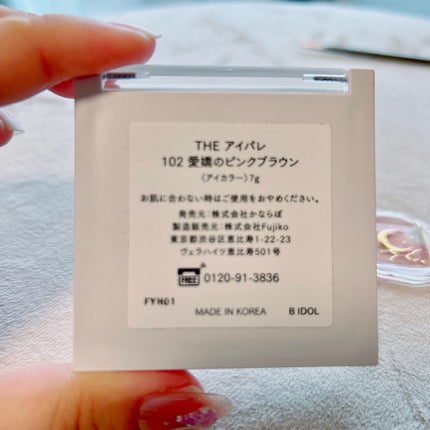 THE アイパレ
102 愛嬌のピンクブラウン
〈アイカラー〉7g
お肌に合わない時はご使用をおやめください。
発売元：株式会社かならぼ
製造販売元：株式会社Fujiko
東京都渋谷区恵比寿1-22-23
ヴェラハイツ恵比寿501号
FREE 0120-91-3836
FYH01
MADE IN KOREA B IDOL